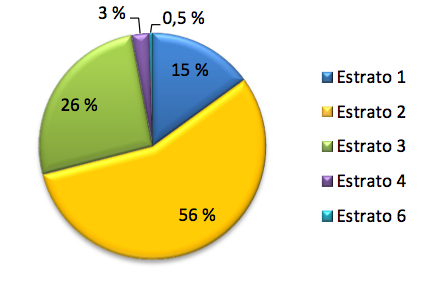 3 %
0,5 %
15 %
26 %
56 %
Estrato 1
Estrato 2
Estrato 3
Estrato 4
Estrato 6